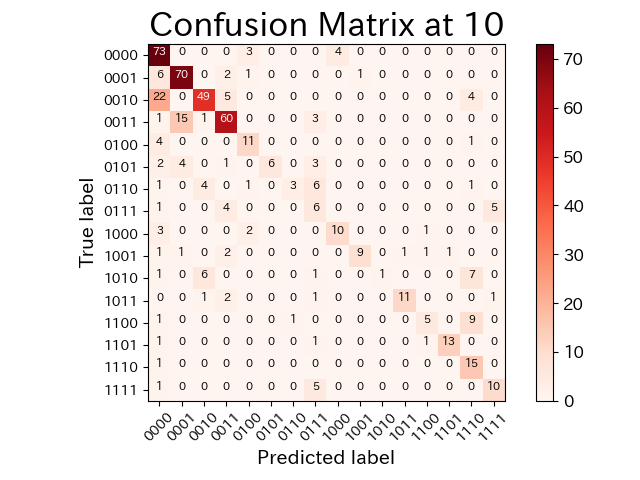 Confusion Matrix at 10
0000 73 0 0 0 3 0 0 0 4 0 0 0 0 0 0 0
0001 6 70 0 2 1 0 0 0 0 1 0 0 0 0 0 0
0010 22 0 49 5 0 0 0 0 0 0 0 0 0 0 4 0
0011 1 15 1 60 0 0 0 3 0 0 0 0 0 0 0 0
0100 4 0 0 0 11 0 0 0 0 0 0 0 0 0 1 0
0101 2 4 0 1 0 6 0 3 0 0 0 0 0 0 0 0
0110 1 0 4 0 1 0 3 6 0 0 0 0 0 0 1 0
0111 1 0 0 4 0 0 0 6 0 0 0 0 0 0 0 5
1000 3 0 0 0 2 0 0 0 10 0 0 0 1 0 0 0
1001 1 1 0 2 0 0 0 0 0 9 0 1 1 1 0 0
1010 1 0 6 0 0 0 0 1 0 0 1 0 0 0 7 0
1011 0 0 1 2 0 0 0 1 0 0 0 11 0 0 0 1
1100 1 0 0 0 0 0 1 0 0 0 0 0 5 0 9 0
1101 1 0 0 0 0 0 0 1 0 0 0 0 1 13 0 0
1110 1 0 0 0 0 0 0 0 0 0 0 0 0 0 15 0
1111 1 0 0 0 0 0 0 5 0 0 0 0 0 0 0 10
0000 0001 0010 0011 0100 0101 0110 0111 1000 1001 1010 1011 1100 1101 1110 1111
Predicted label
True label
70
60
50
40
30
20
10
0